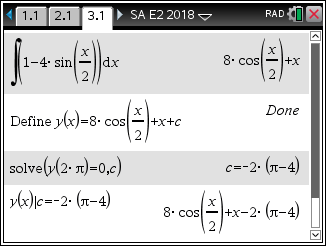 1.1 2.1 3.1 SA E2 2018 RAD
∫(1−4·sin(x/2))dx 8·cos(x/2)+x
Define y(x)=8·cos(x/2)+x+c Done
solve(y(2·π)=0,c) c=−2·(π−4)
y(x)|c=−2·(π−4) 8·cos(x/2)+x−2·(π−4)